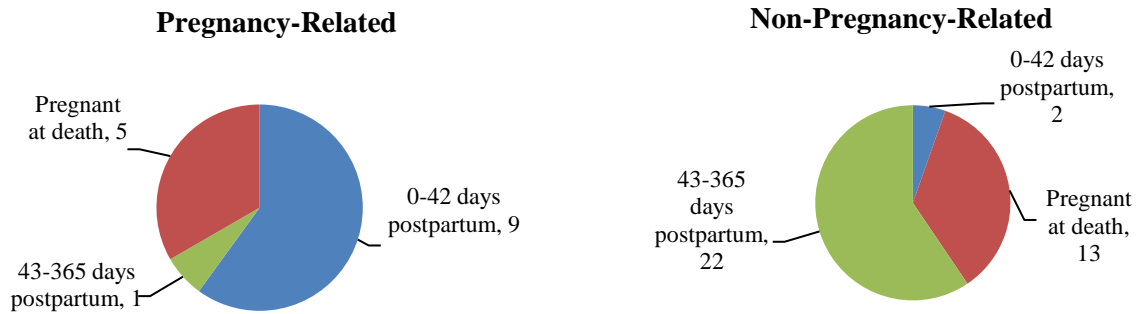 Pregnancy-Related
Pregnant
at death, 5
0-42 days
postpartum, 9
43-365 days
postpartum, 1
Non-Pregnancy-Related
0-42 days
postpartum,
2
43-365
days
postpartum,
22
Pregnant
at death,
13